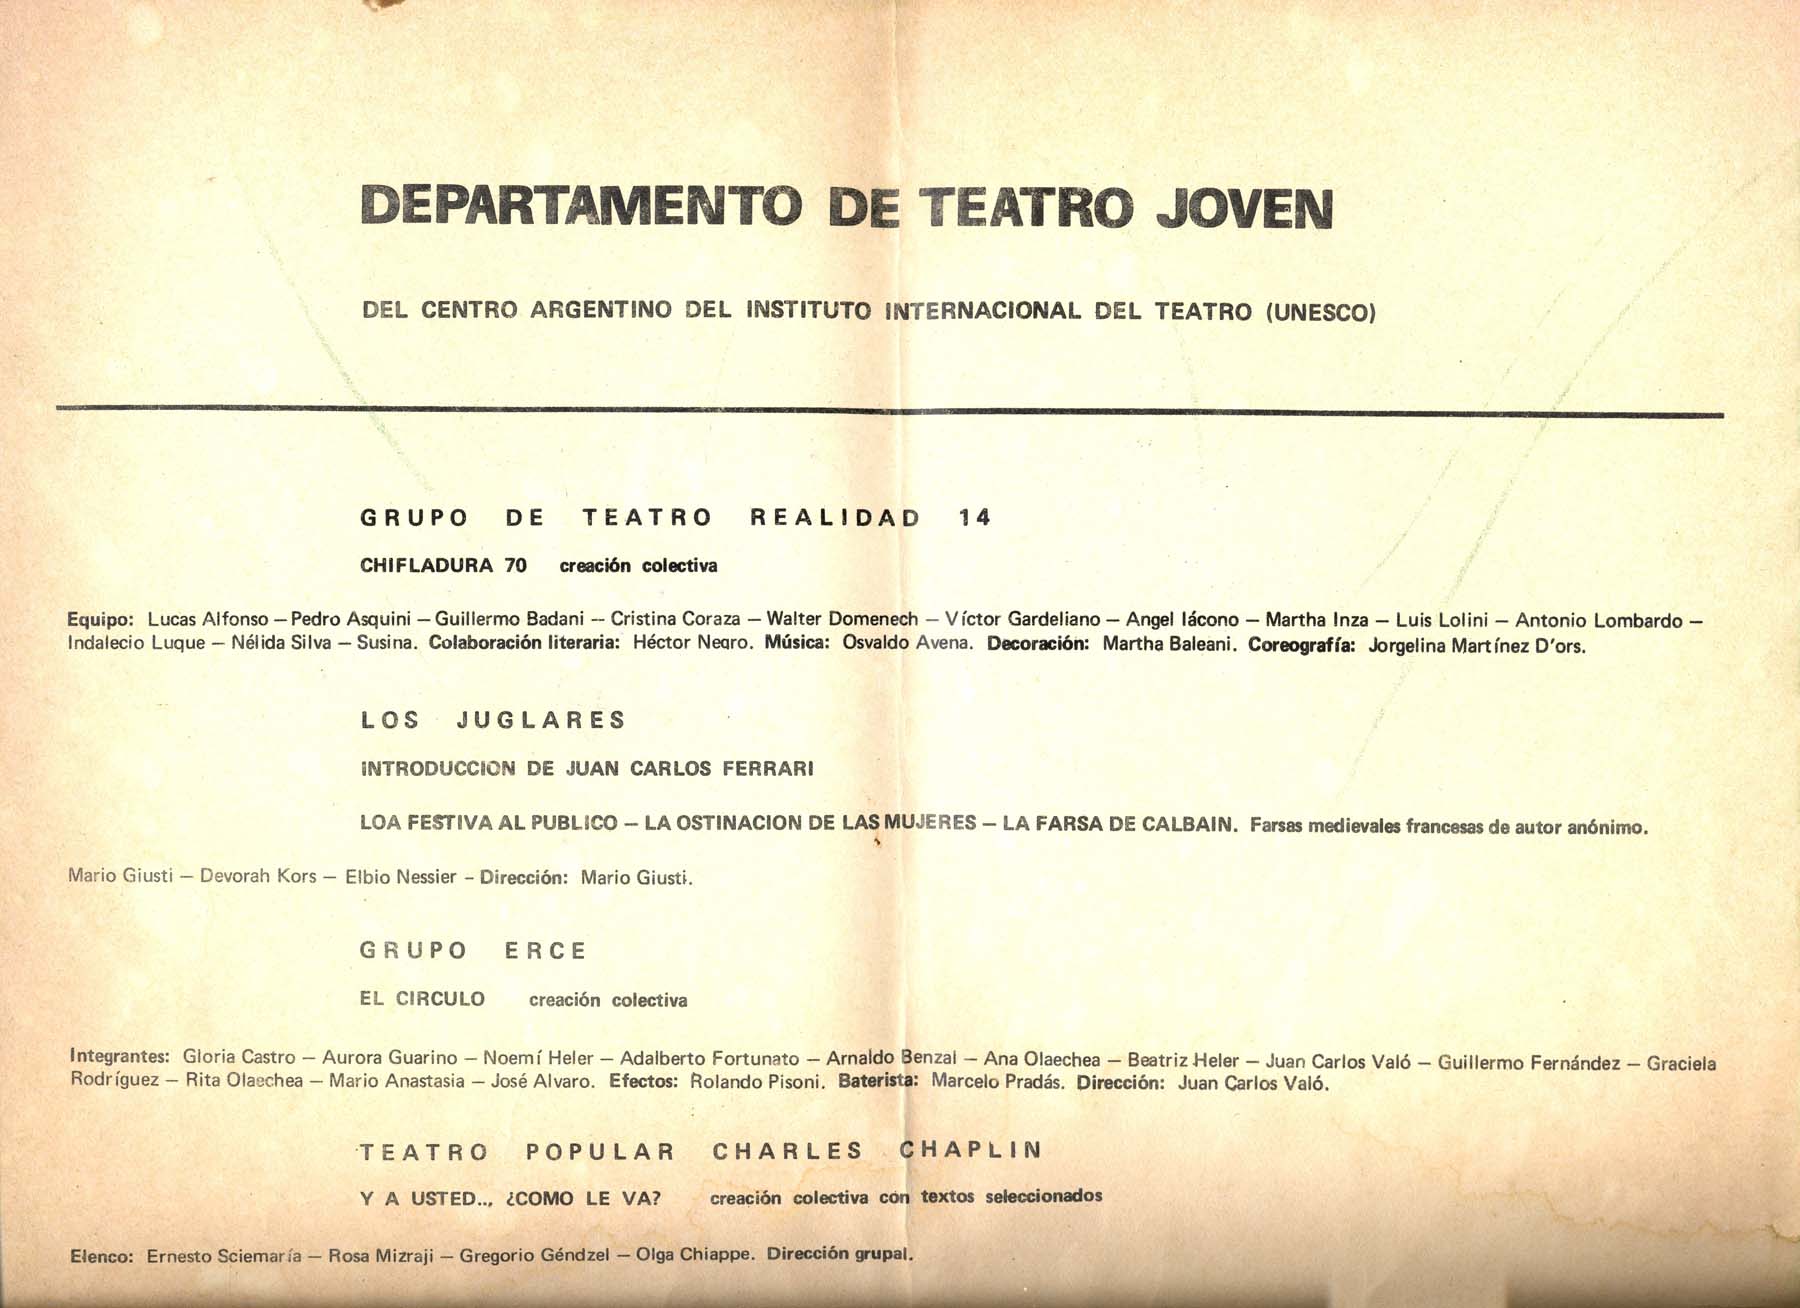 DEPARTAMENTO DE TEATRO JOVEN
DEL CENTRO ARGENTINO DEL INSTITUTO INTERNACIONAL DEL TEATRO (UNESCO)
GRUPO DE TEATRO REALIDAD 14
CHIFLADURA 70 creación colectiva
Equipo: Lucas Alfonso — Pedro Asquini — Guillermo Badani -- Cristina Coraza — Walter Domenech — Víctor Gardeliano — Angel Iácono — Martha Inza — Luis Lolini — Antonio Lombardo —
Indalecio Luque — Nélida Silva — Susina. Colaboración literaria: Héctor Negro. Música: Osvaldo Avena. Decoración: Martha Baleani. Coreografía: Jorgelina Martínez D'ors.
LOS JUGLARES
INTRODUCCION DE JUAN CARLOS FERRARI
LOA FESTIVA AL PUBLICO — LA OSTINACION DE LAS MUJERES — LA FARSA DE CALBAIN. Farsas medievales francesas de autor anónimo.
Mario Giusti — Devorah Kors — Elbio Nessier – Dirección: Mario Giusti.
GRUPO ERCE
EL CIRCULO creación colectiva
Integrantes: Gloria Castro — Aurora Guarino — Noemí Heler — Adalberto Fortunato — Arnaldo Benzal — Ana Olaechea — Beatriz Heler — Juan Carlos Való — Guillermo Fernández — Graciela
Rodríguez — Rita Olaechea — Mario Anastasia — José Alvaro. Efectos: Rolando Pisoni. Baterista: Marcelo Pradás. Dirección: Juan Carlos Való.
TEATRO POPULAR CHARLES CHAPLIN
Y A USTED.., ¿COMO LE VA? creación colectiva con textos seleccionados
Elenco: Ernesto Sciemaría — Rosa Mizraji — Gregorio Géndzel — Olga Chiappe. Dirección grupal.